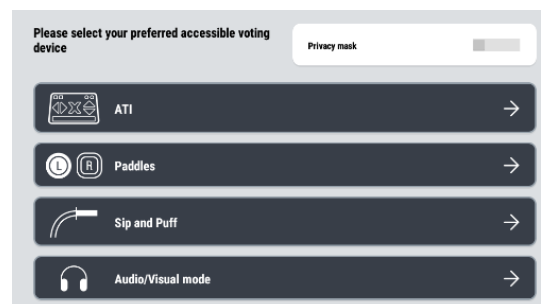 Please select your preferred accessible voting
device
Privacy mask
ATI
L R Paddles
Sip and Puff
Audio/Visual mode